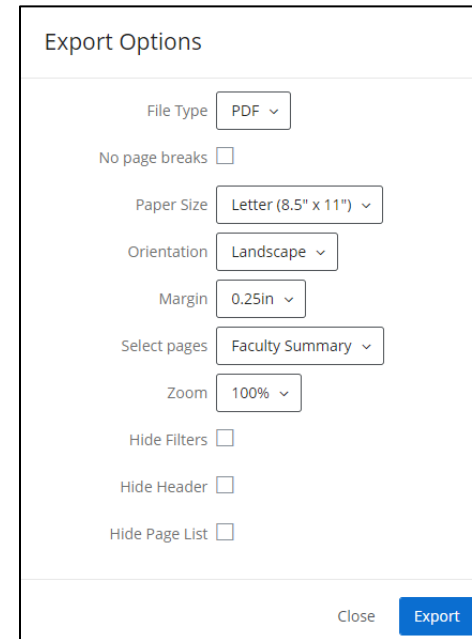 Export Options
File Type PDF
No page breaks
Paper Size Letter (8.5" x 11")
Orientation Landscape
Margin 0.25in
Select pages Faculty Summary
Zoom 100%
Hide Filters
Hide Header
Hide Page List
Close Export